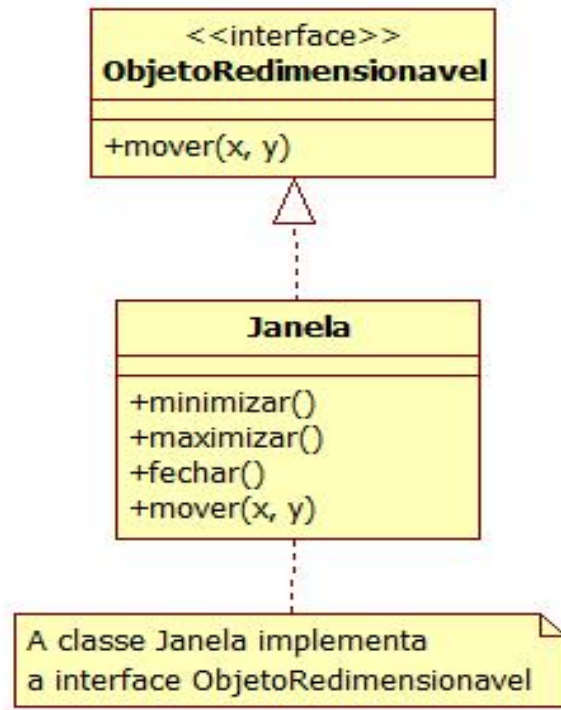 <<interface>>
ObjetoRedimensionavel
+mover(x, y)
Janela
+minimizar()
+maximizar()
+fechar()
+mover(x, y)
A classe Janela implementa
a interface ObjetoRedimensionavel